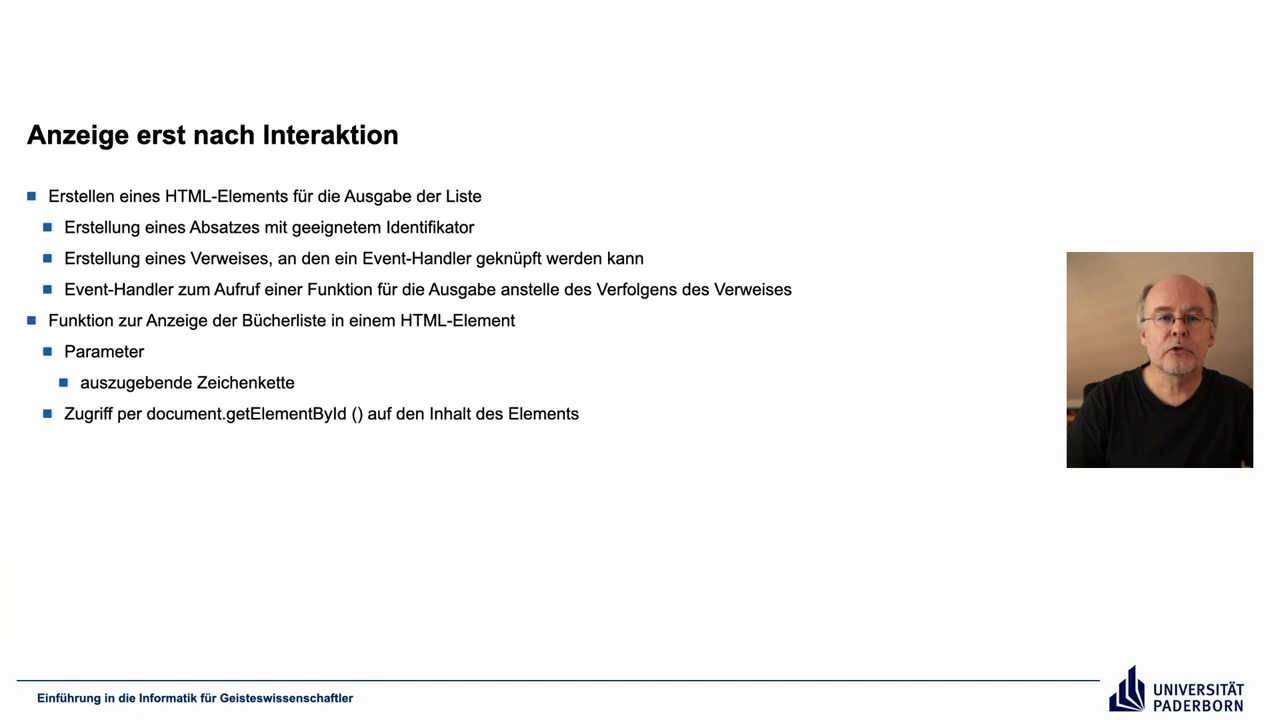 Anzeige erst nach Interaktion
Erstellen eines HTML-Elements für die Ausgabe der Liste
Erstellung eines Absatzes mit geeignetem Identifikator
Erstellung eines Verweises, an den ein Event-Handler geknüpft werden kann
Event-Handler zum Aufruf einer Funktion für die Ausgabe anstelle des Verfolgens des Verweises
Funktion zur Anzeige der Bücherliste in einem HTML-Element
Parameter
auszugebende Zeichenkette
Zugriff per document.getElementById () auf den Inhalt des Elements
Einführung in die Informatik für Geisteswissenschaftler
UNIVERSITÄT
PADERBORN